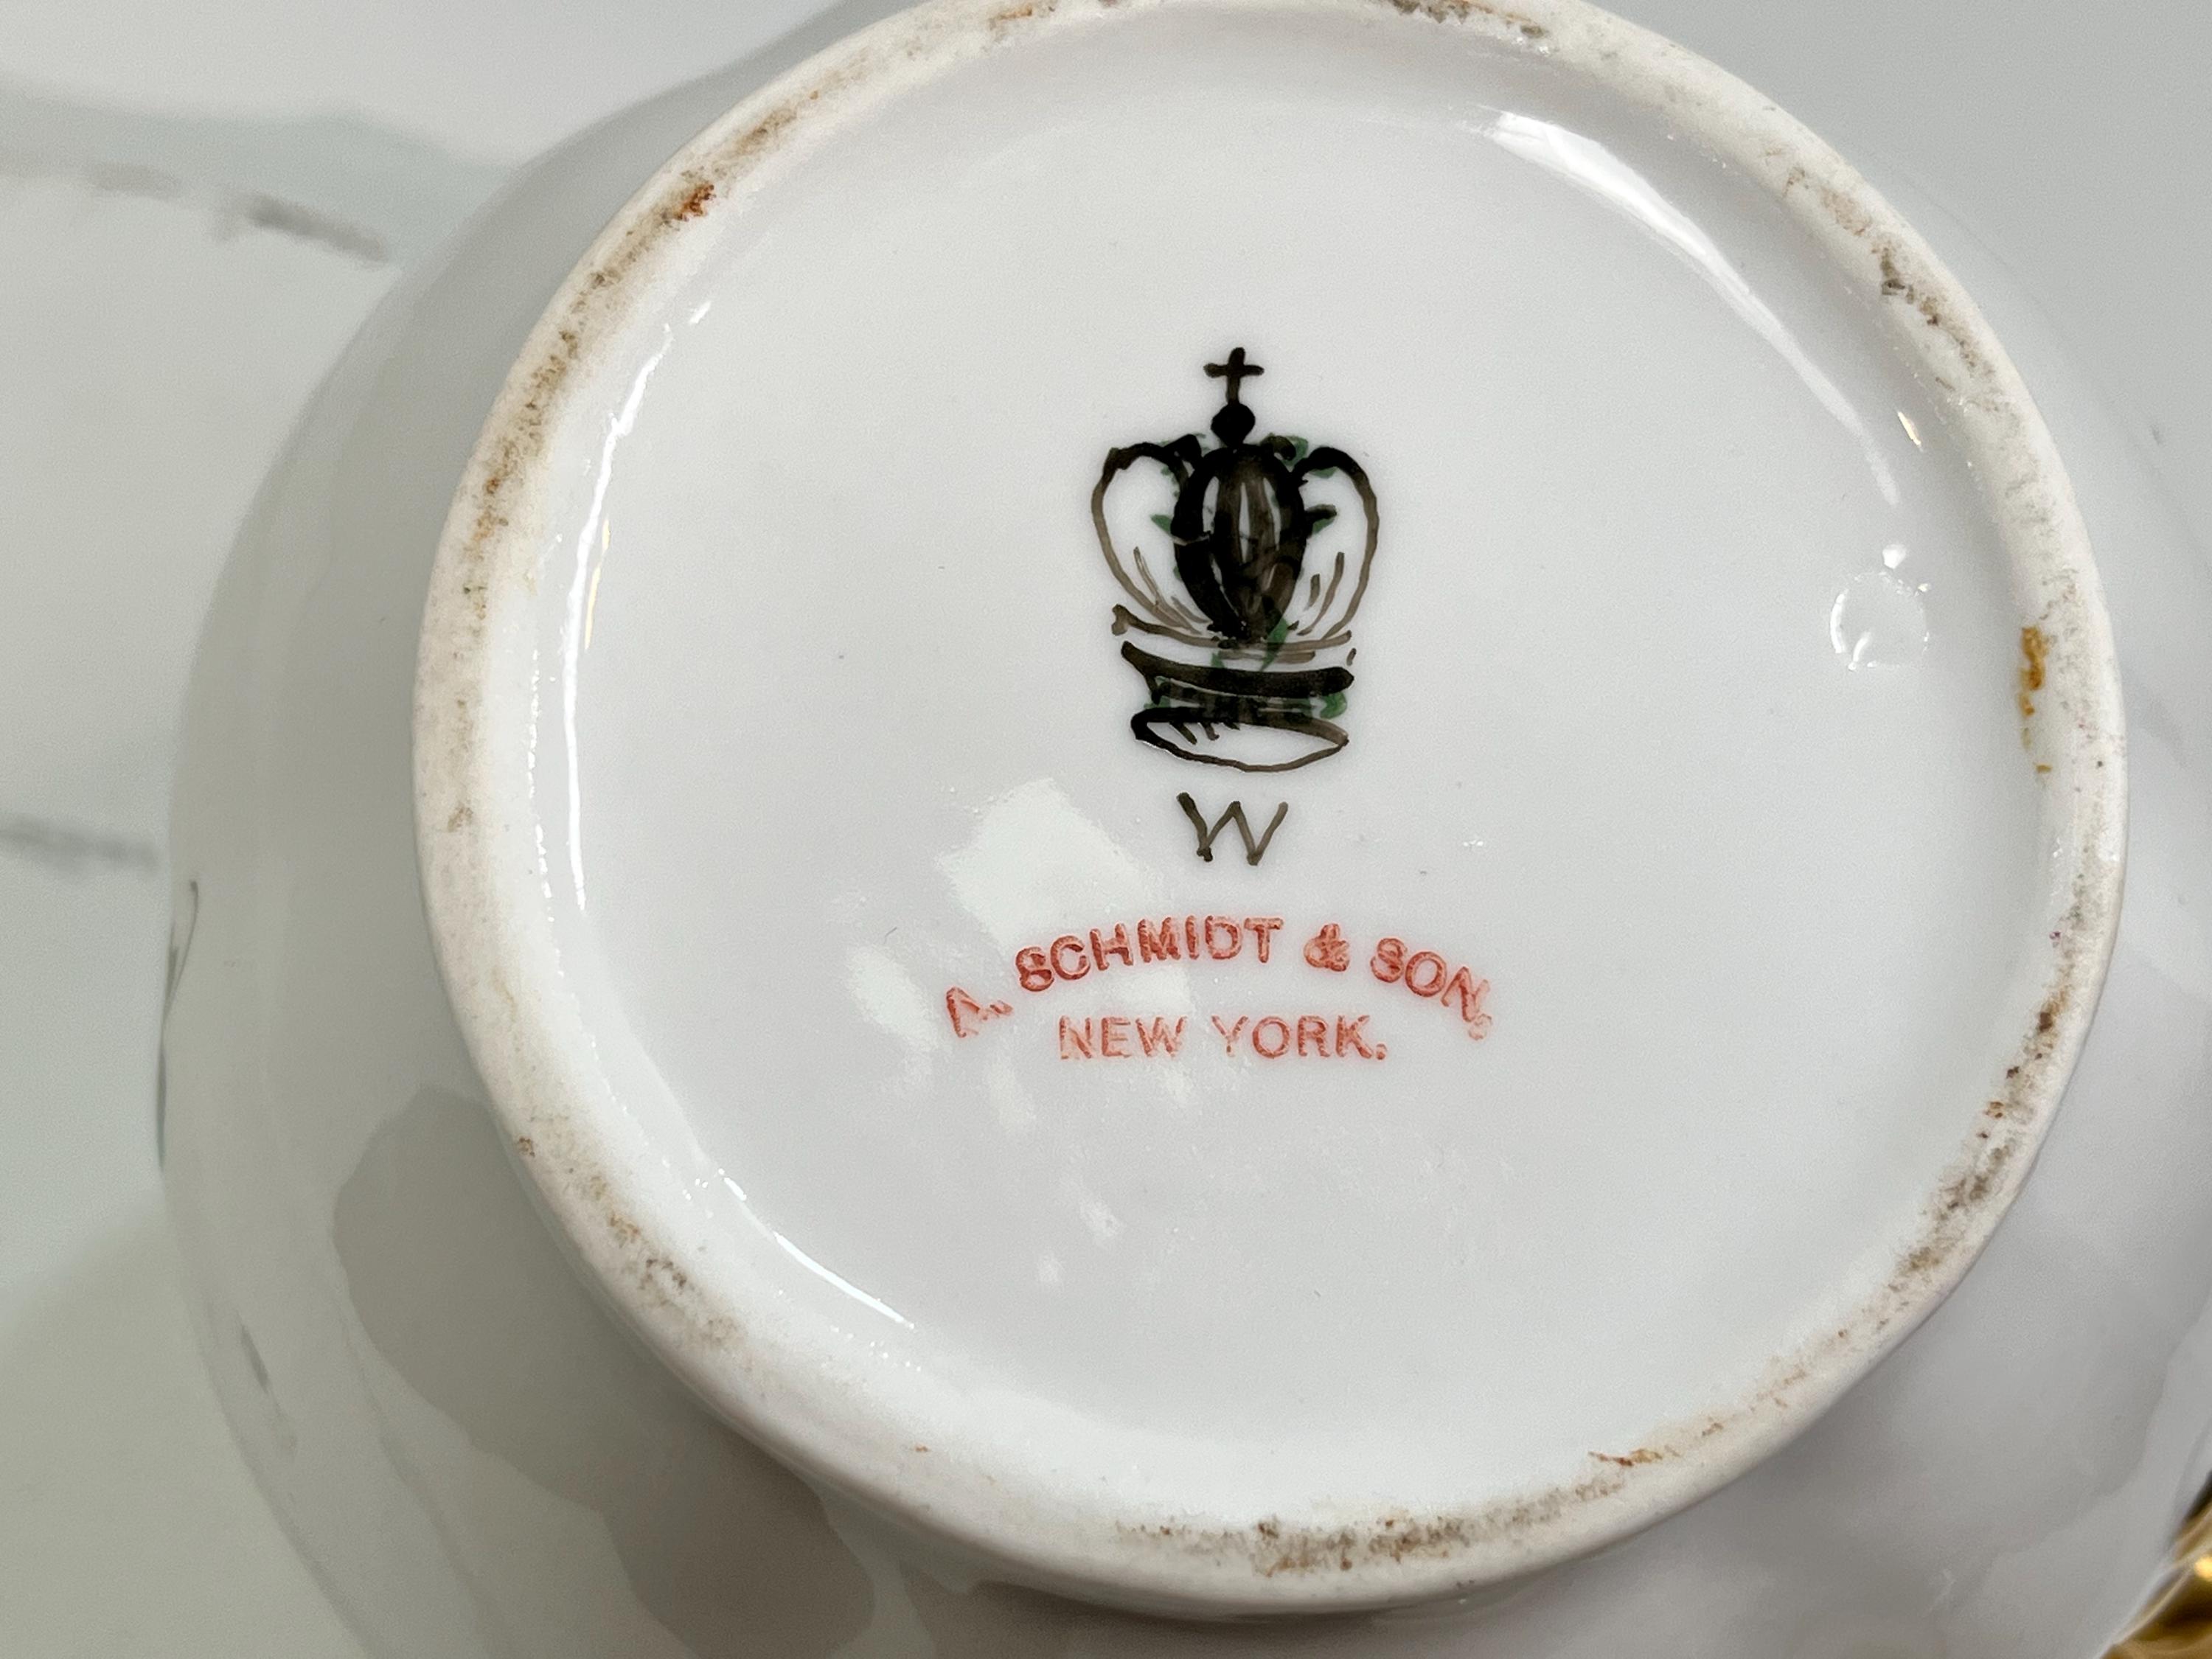 W
A. SCHMIDT & SON,
NEW YORK.